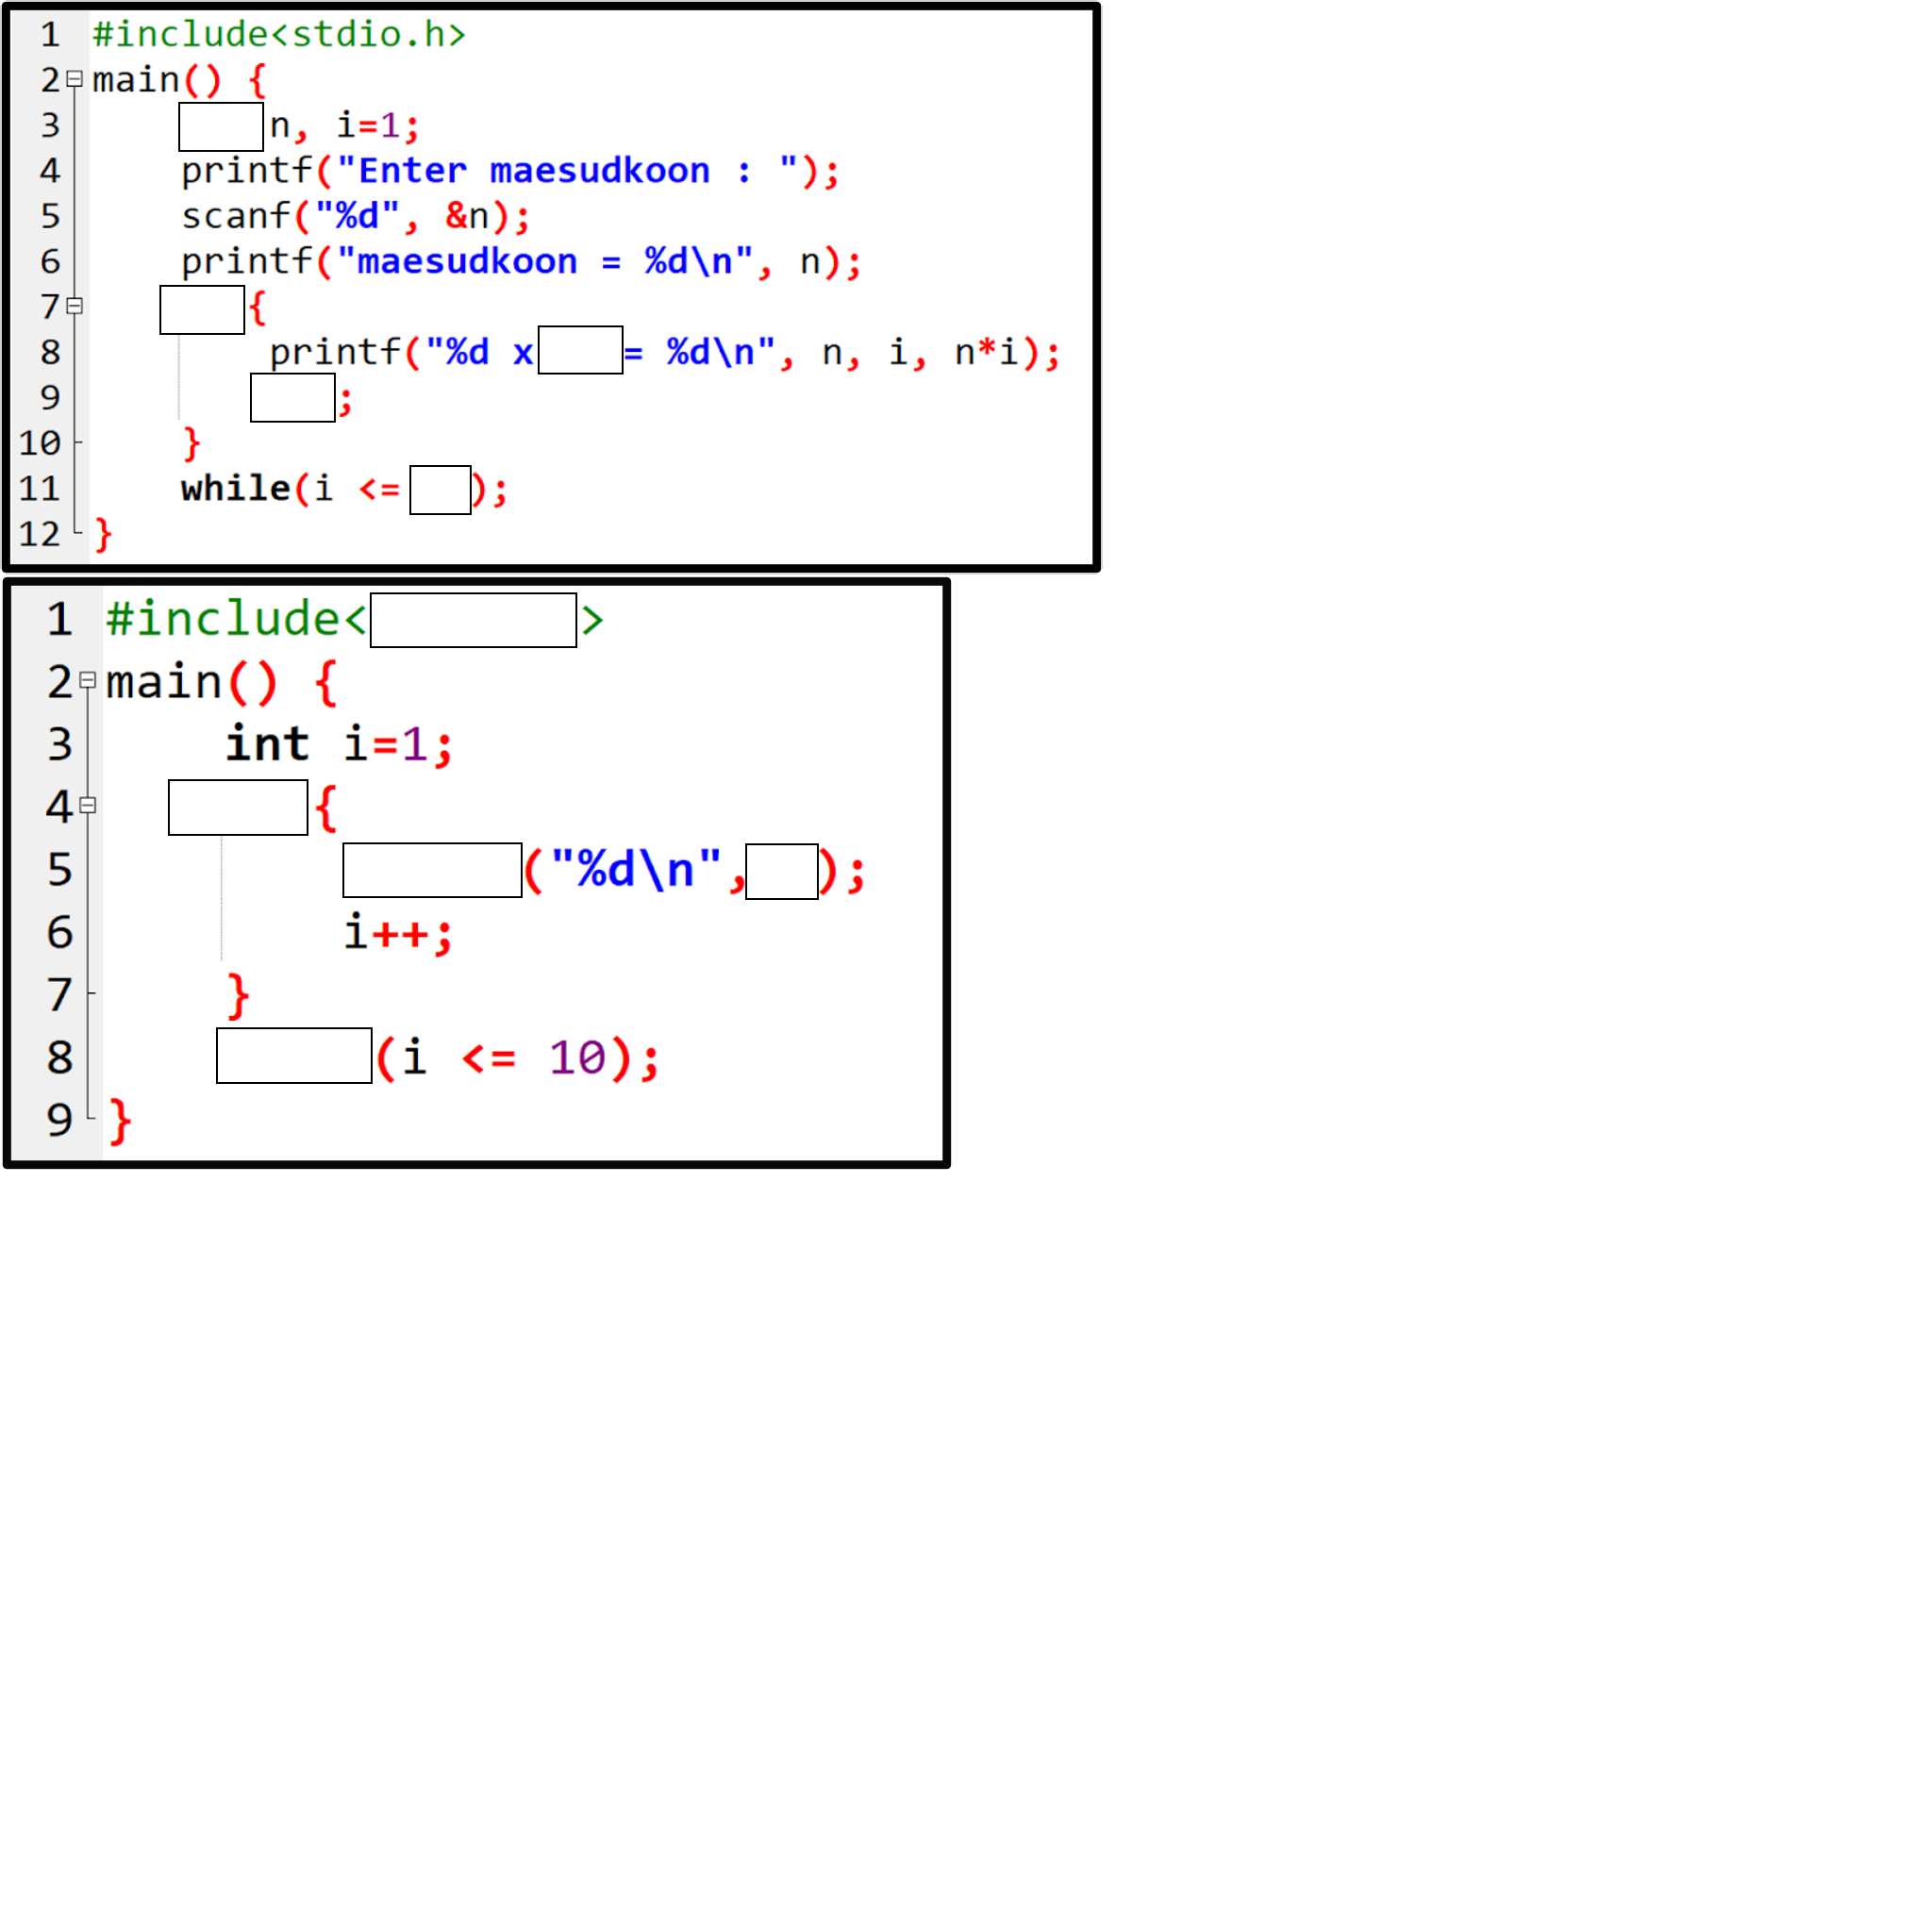 1 #include<stdio.h>
2 main() {
3 n, i=1;
4 printf("Enter maesudkoon : ");
5 scanf("%d", &n);
6 printf("maesudkoon = %d\n", n);
7 {
8 printf("%d x = %d\n", n, i, n*i);
9 ;
10 }
11 while(i <= );
12 }
1 #include< >
2 main() {
3 int i=1;
4 {
5 ("%d\n", );
6 i++;
7 }
8 (i <= 10);
9 }